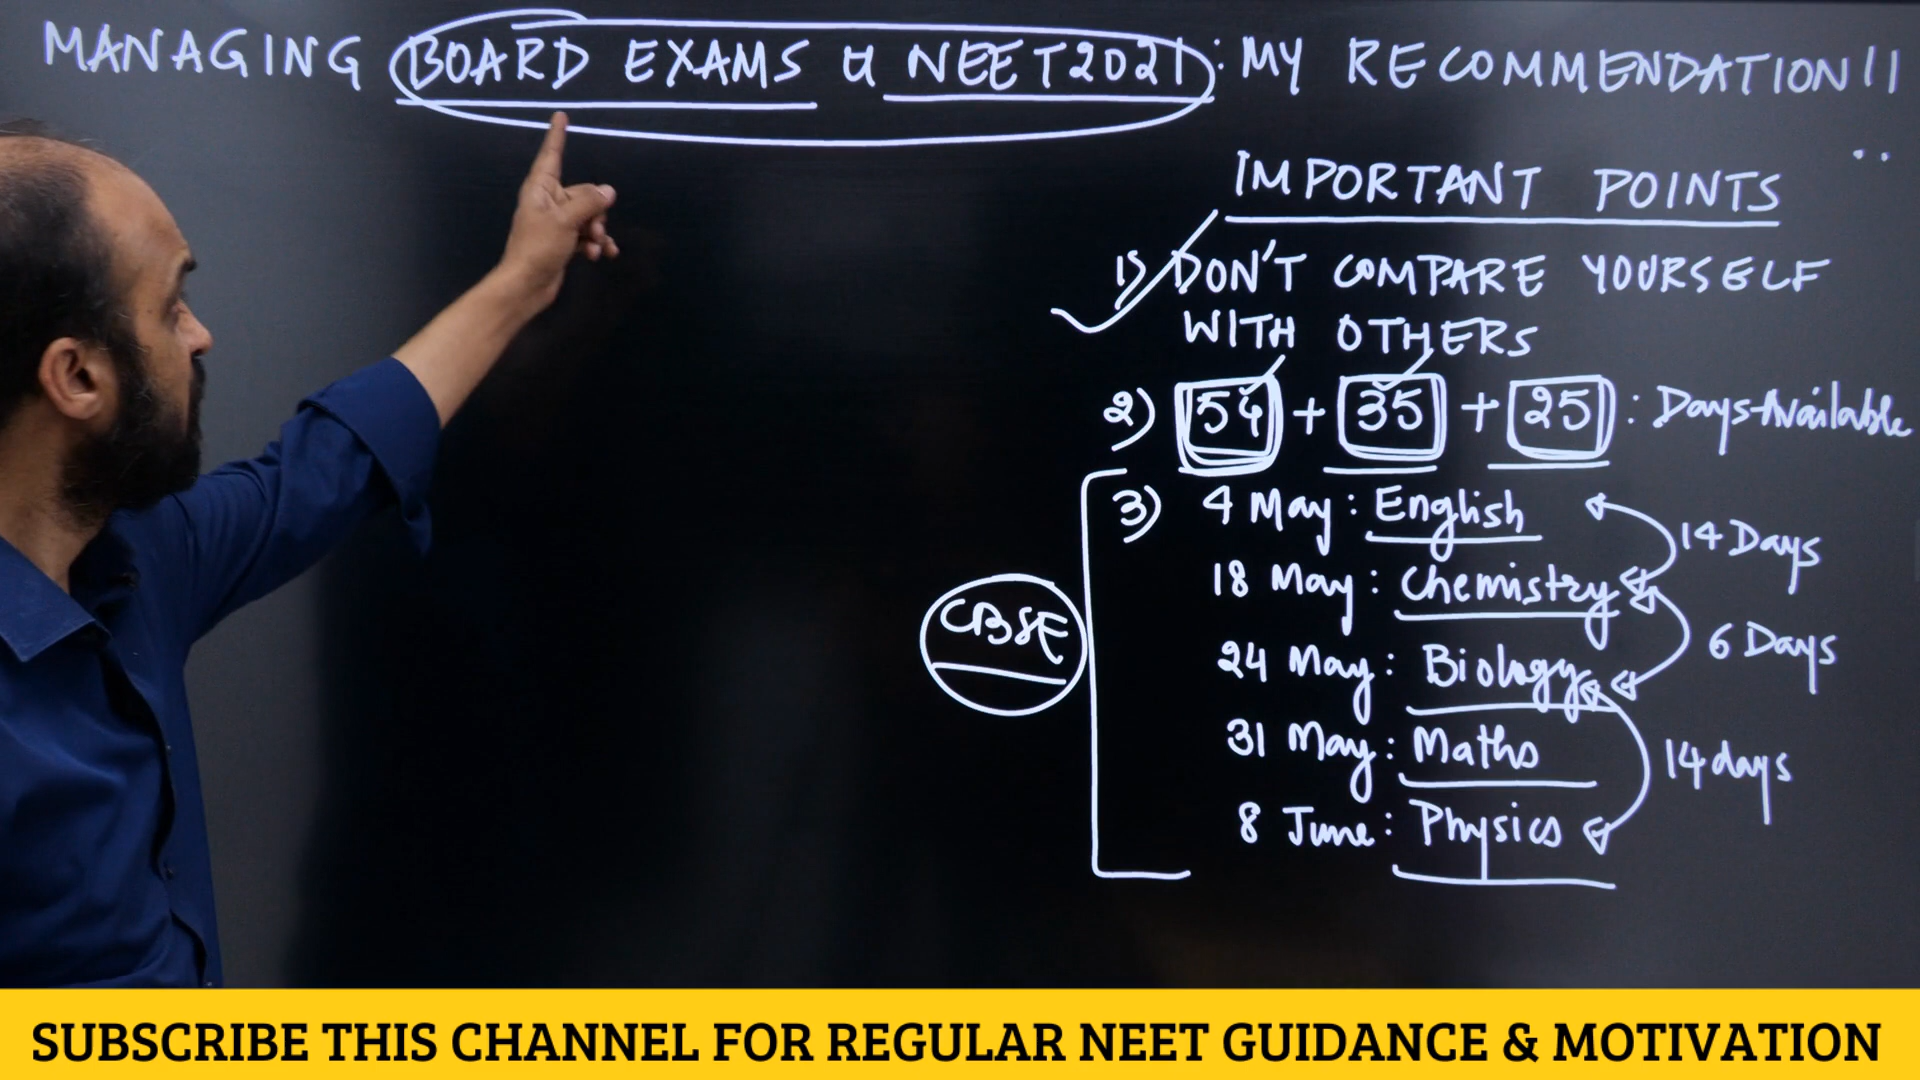 MANAGING BOARD EXAMS & NEET2021: MY RECOMMENDATION!!
IMPORTANT POINTS
1) DON'T COMPARE YOURSELF
WITH OTHERS
2) 54 + 35 + 25 : Days Available
3) 4 May: English
14 Days
18 May: Chemistry
6 Days
24 May: Biology
31 May: Maths
14 days
8 June: Physics
CBSE
SUBSCRIBE THIS CHANNEL FOR REGULAR NEET GUIDANCE & MOTIVATION